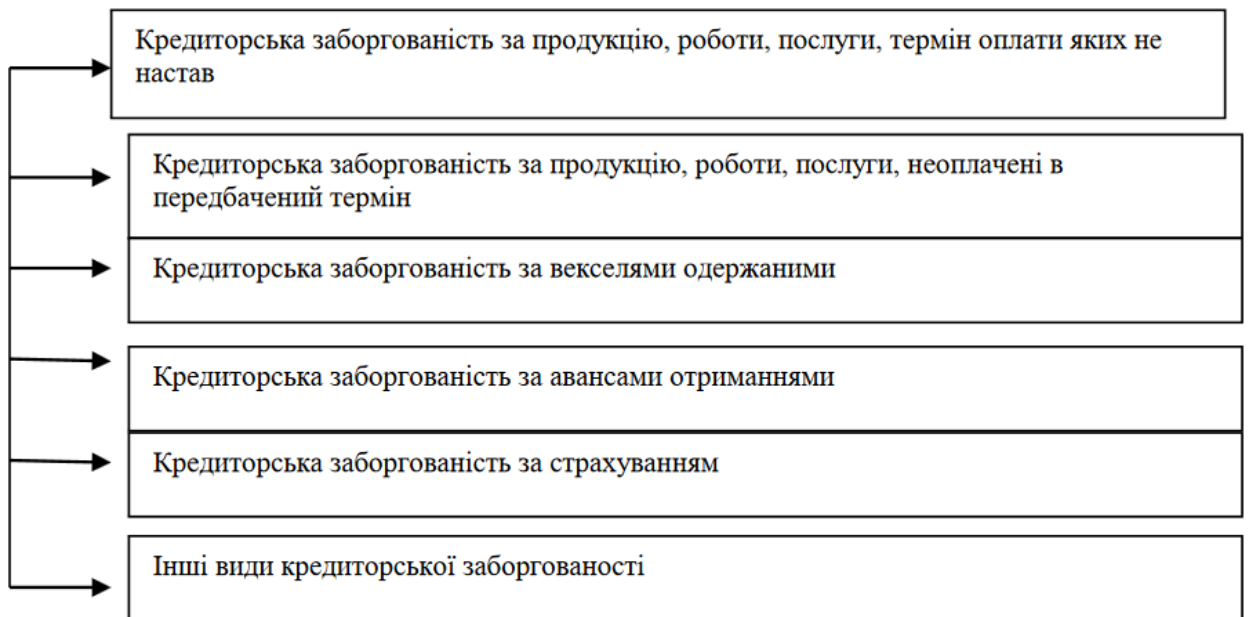 Кредиторська заборгованість за продукцію, роботи, послуги, термін оплати яких не
настав
Кредиторська заборгованість за продукцію, роботи, послуги, неоплачені в
передбачений термін
Кредиторська заборгованість за векселями одержаними
Кредиторська заборгованість за авансами отриманнями
Кредиторська заборгованість за страхуванням
Інші види кредиторської заборгованості